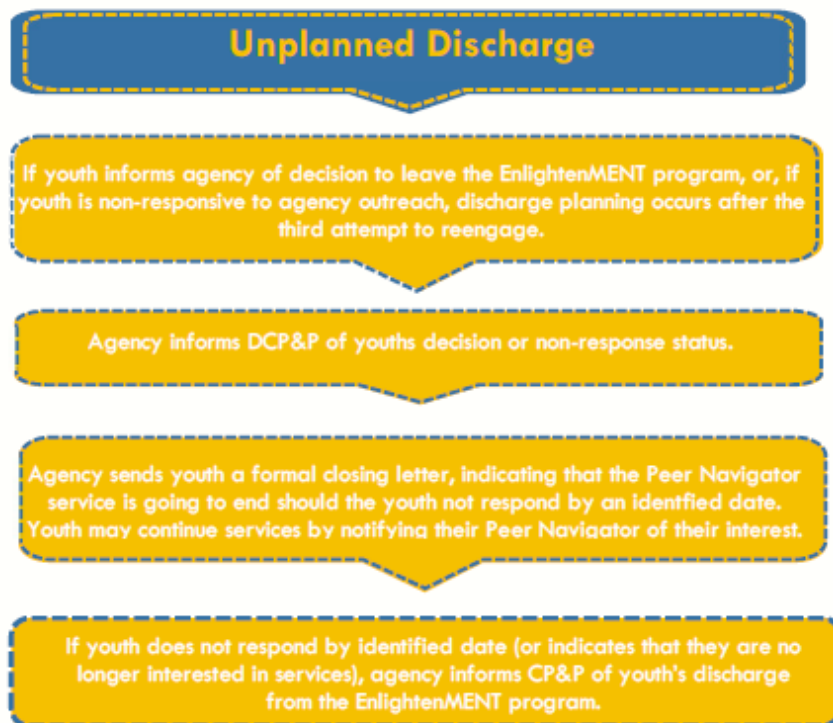 Unplanned Discharge
If youth informs agency of decision to leave the EnlightenMENT program, or, if
youth is non-responsive to agency outreach, discharge planning occurs after the
third attempt to reengage.
Agency informs DCP&P of youths decision or non-response status.
Agency sends youth a formal closing letter, indicating that the Peer Navigator
service is going to end should the youth not respond by an identfied date.
Youth may continue services by notifying their Peer Navigator of their interest.
If youth does not respond by identified date (or indicates that they are no
longer interested in services), agency informs CP&P of youth's discharge
from the EnlightenMENT program.